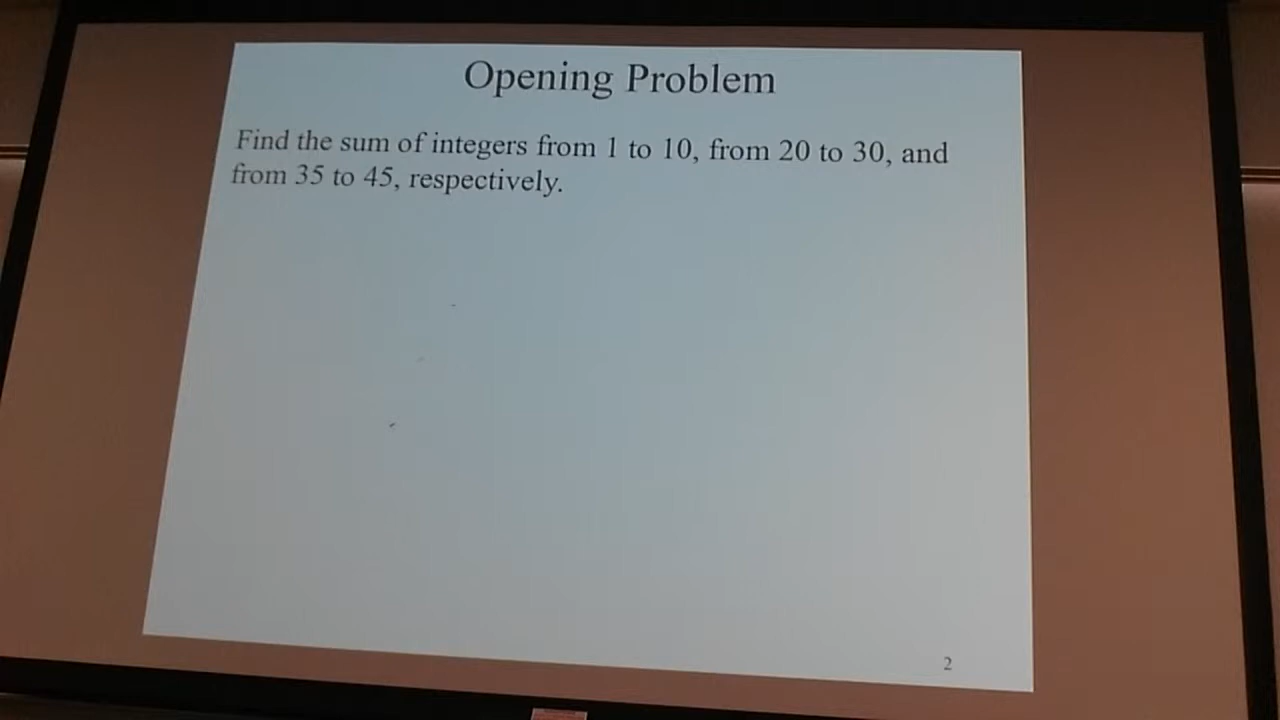 Opening Problem
Find the sum of integers from 1 to 10, from 20 to 30, and
from 35 to 45, respectively.
2